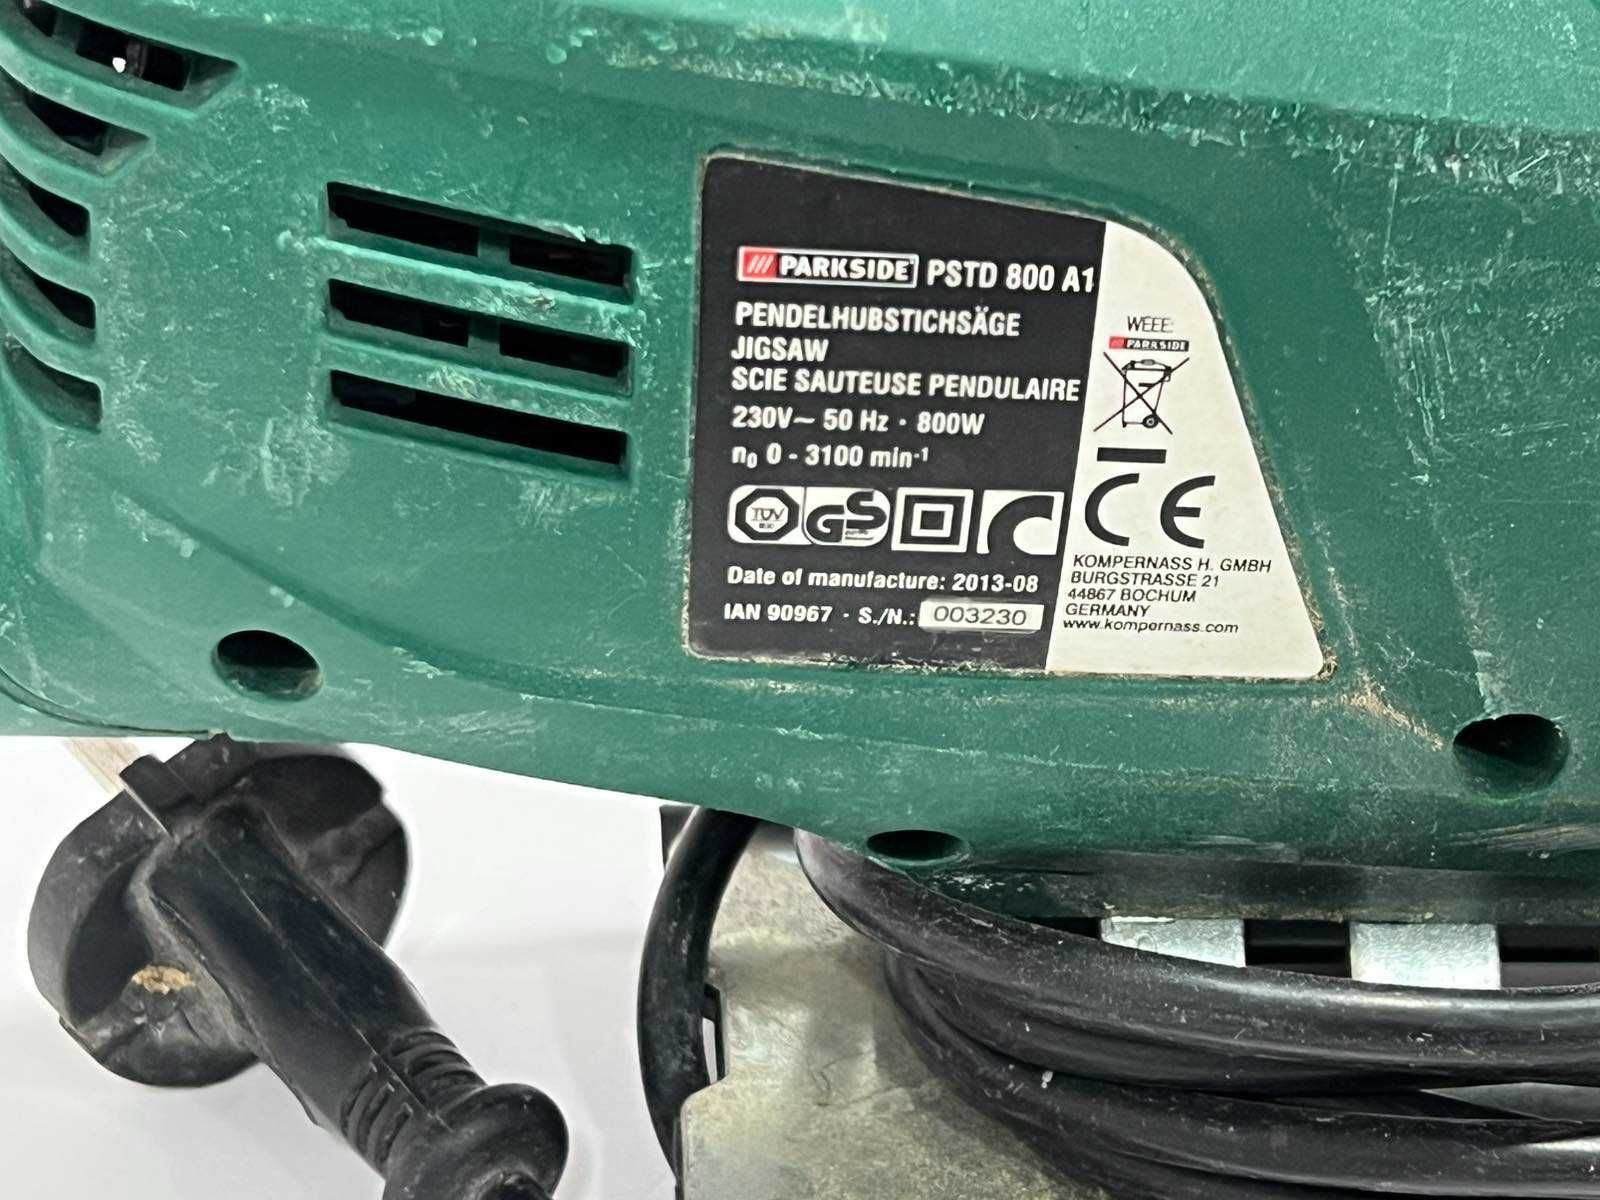 PARKSIDE PSTD 800 A1
PENDELHUBSTICHSÄGE
JIGSAW
SCIE SAUTEUSE PENDULAIRE
230V~ 50 Hz · 800W
n₀ 0 - 3100 min⁻¹
TÜV GS
Date of manufacture: 2013-08
IAN 90967 · S./N.: 003230
WEEE:
PARKSIDE
CE
KOMPERNASS H. GMBH
BURGSTRASSE 21
44867 BOCHUM
GERMANY
www.kompernass.com